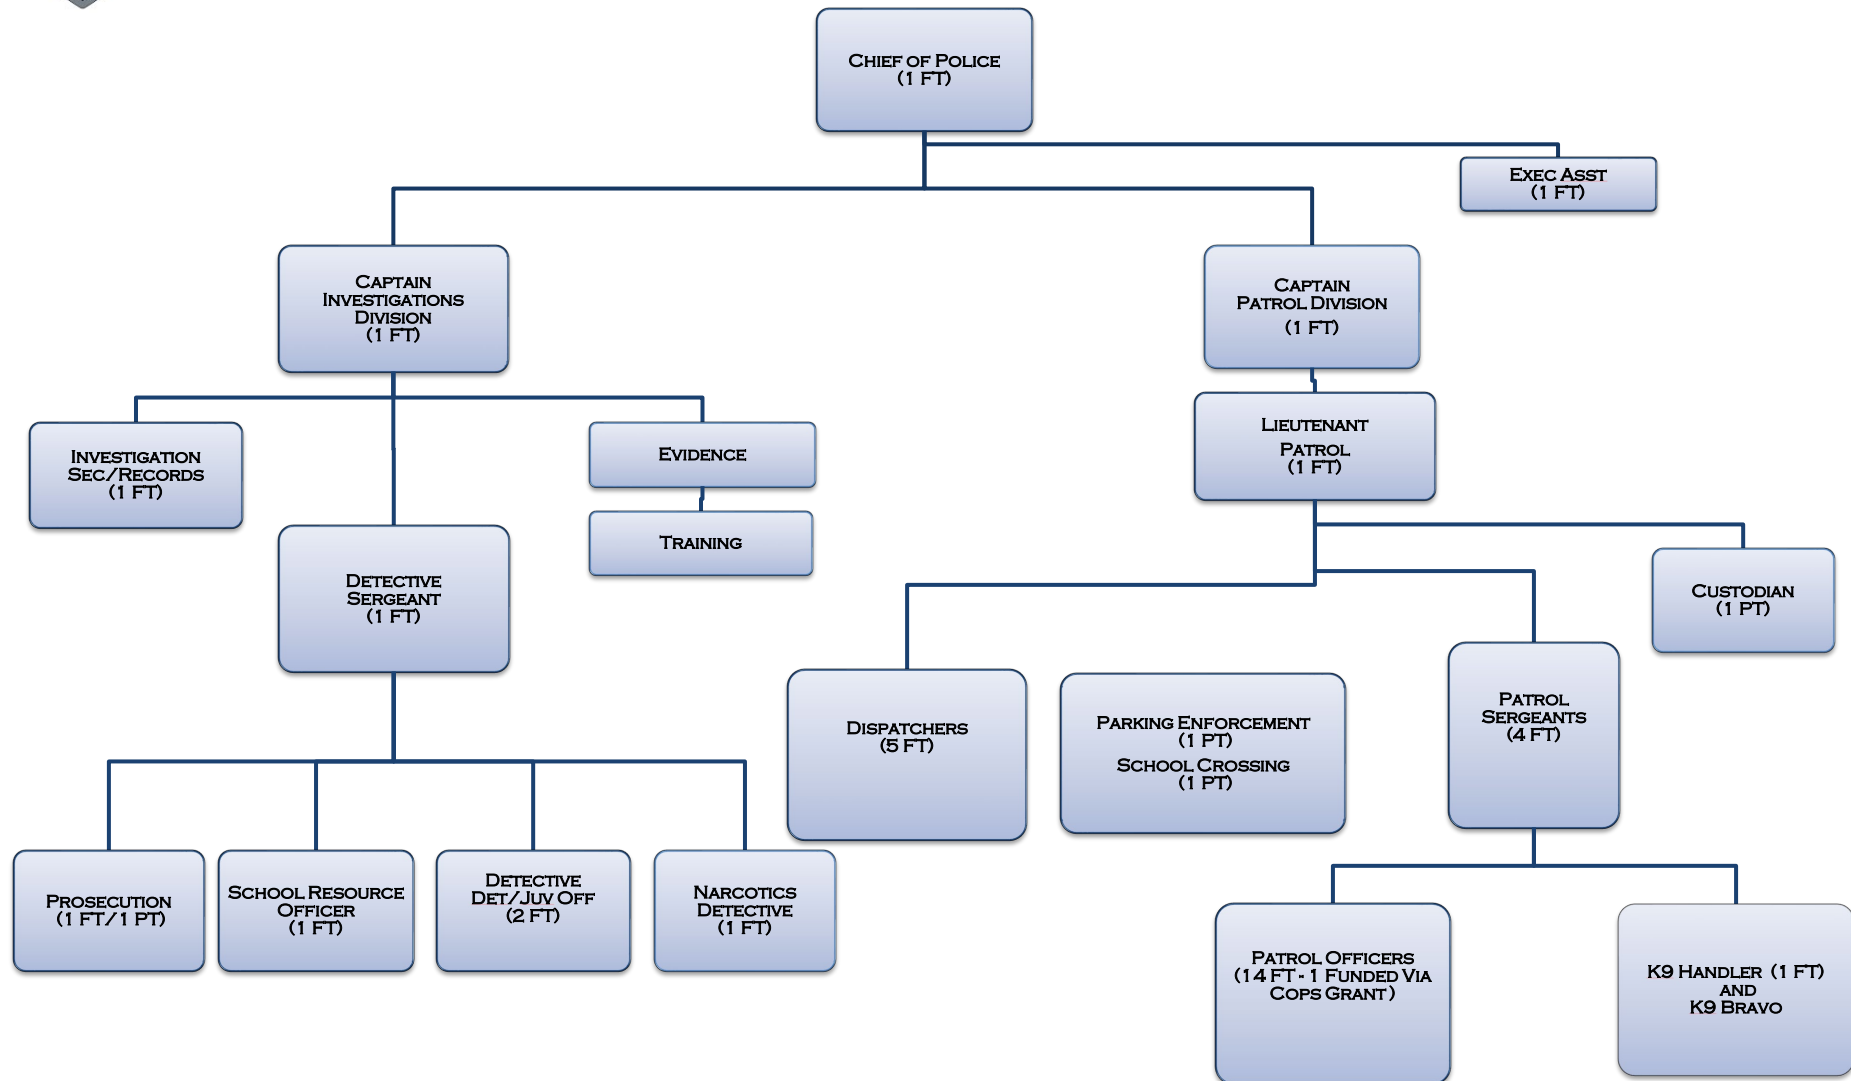 Chief of Police
(1 FT)
Exec Asst
(1 FT)
Captain
Investigations
Division
(1 FT)
Captain
Patrol Division
(1 FT)
Investigation
Sec/Records
(1 FT)
Evidence
Training
Lieutenant
Patrol
(1 FT)
Detective
Sergeant
(1 FT)
Custodian
(1 PT)
Dispatchers
(5 FT)
Parking Enforcement
(1 PT)
School Crossing
(1 PT)
Patrol
Sergeants
(4 FT)
Prosecution
(1 FT/1 PT)
School Resource
Officer
(1 FT)
Detective
Det/Juv Off
(2 FT)
Narcotics
Detective
(1 FT)
Patrol Officers
(14 FT - 1 Funded Via
Cops Grant)
K9 Handler (1 FT)
and
K9 Bravo